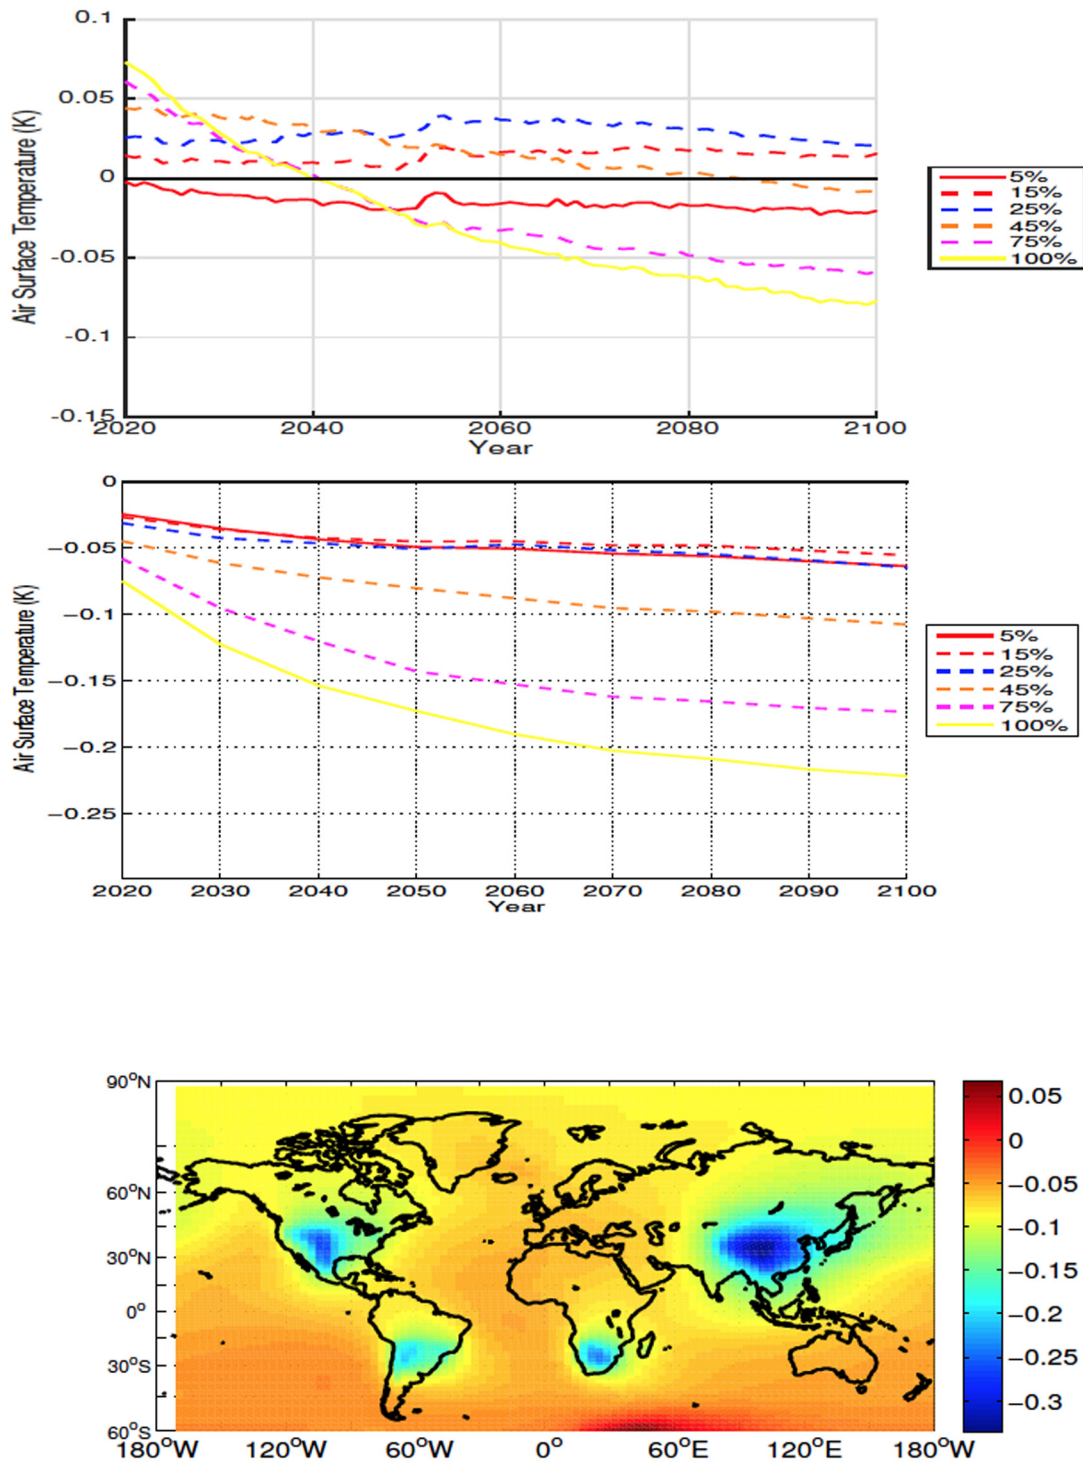 0.1
0.05
0
-0.05
-0.1
-0.15
Air Surface Temperature (K)
2020 2040 2060 2080 2100
Year
5%
15%
25%
45%
75%
100%
0
−0.05
−0.1
−0.15
−0.2
−0.25
Air Surface Temperature (K)
2020 2030 2040 2050 2060 2070 2080 2090 2100
Year
5%
15%
25%
45%
75%
100%
90°N
60°N
30°N
0°
30°S
60°S
180°W 120°W 60°W 0° 60°E 120°E 180°W
0.05
0
−0.05
−0.1
−0.15
−0.2
−0.25
−0.3